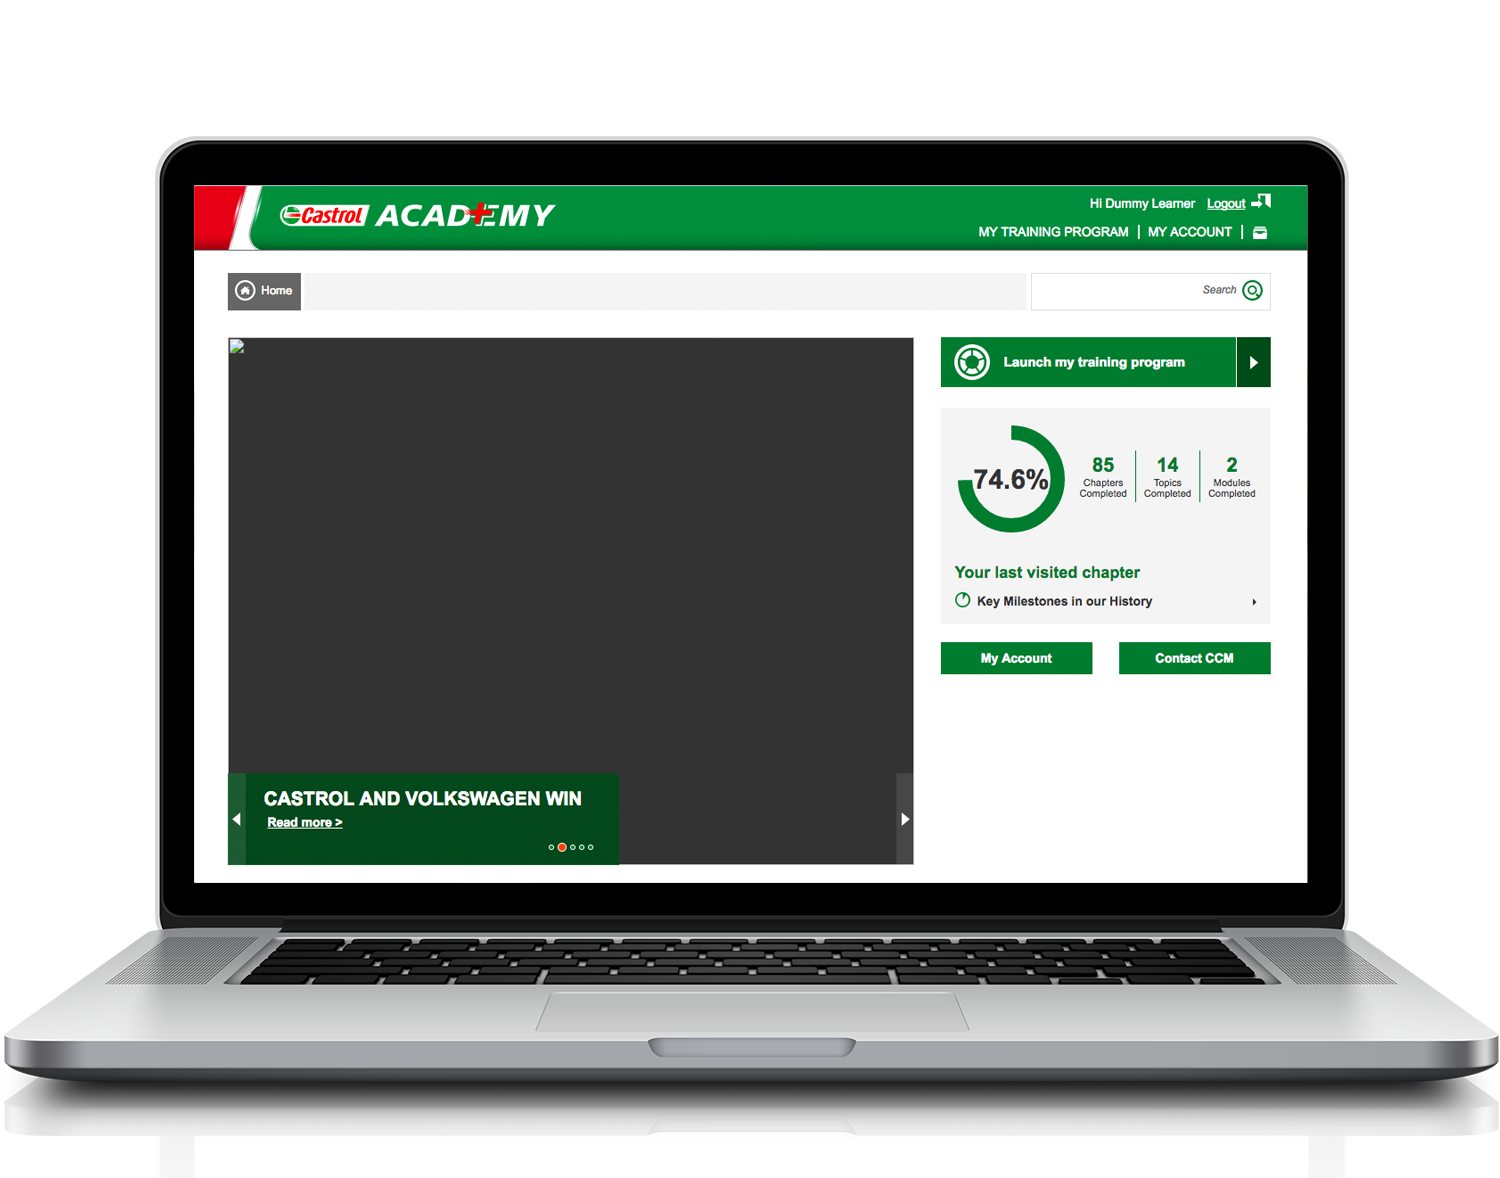 Castrol ACADEMY
Hi Dummy Learner Logout
MY TRAINING PROGRAM | MY ACCOUNT |
Home
Search
Launch my training program
74.6%
85
Chapters
Completed
14
Topics
Completed
2
Modules
Completed
Your last visited chapter
Key Milestones in our History
My Account
Contact CCM
CASTROL AND VOLKSWAGEN WIN
Read more >